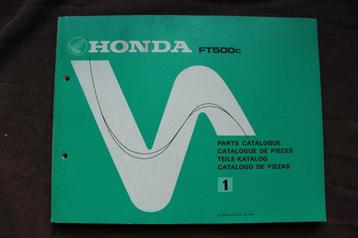 HONDA FT500C
PARTS CATALOGUE
CATALOGUE DE PIECES
TEILE-KATALOG
CATALOGO DE PIEZAS
1